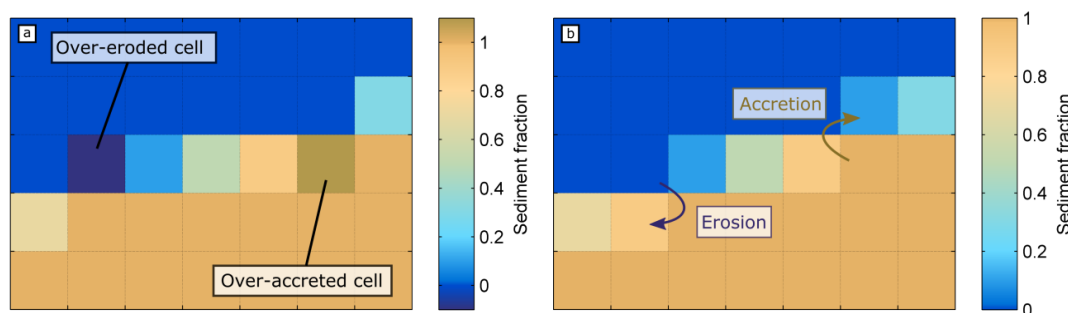 a
Over-eroded cell
Over-accreted cell
1
0.8
0.6
0.4
0.2
0
Sediment fraction
b
Accretion
Erosion
1
0.8
0.6
0.4
0.2
0
Sediment fraction